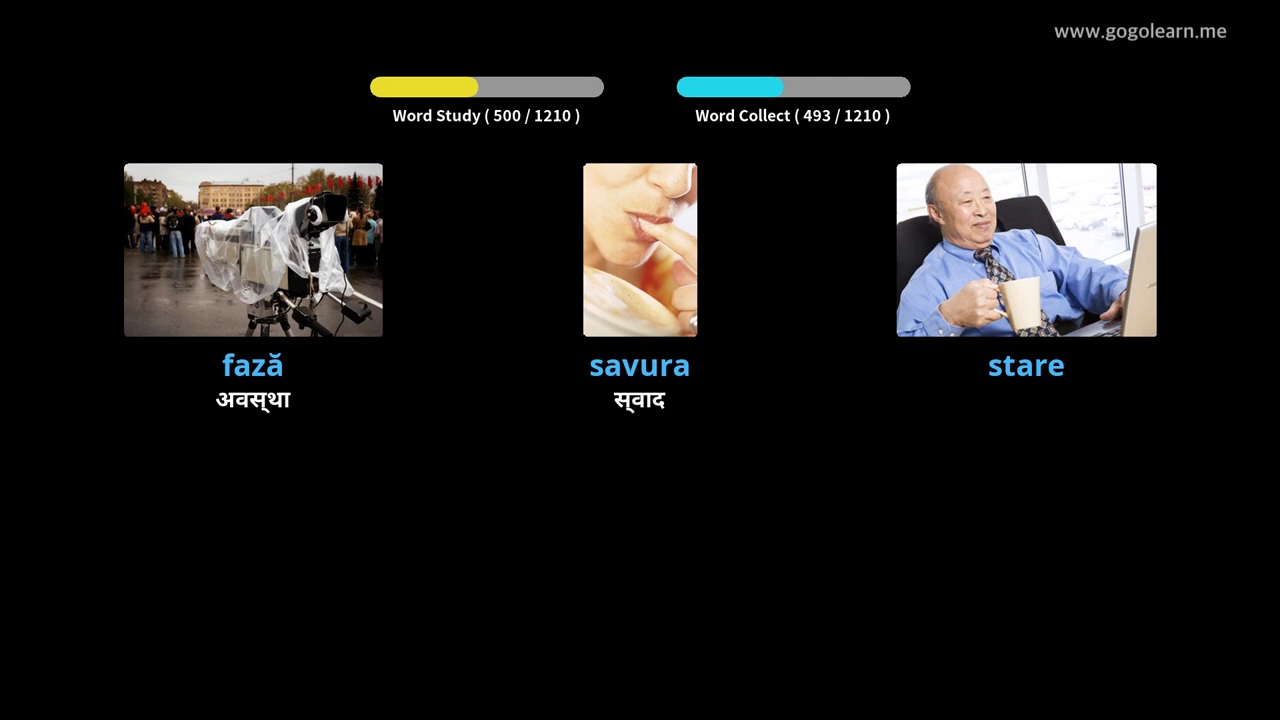 www.gogolearn.me
Word Study ( 500 / 1210 )
Word Collect ( 493 / 1210 )
fază
अवस्था
savura
स्वाद
stare